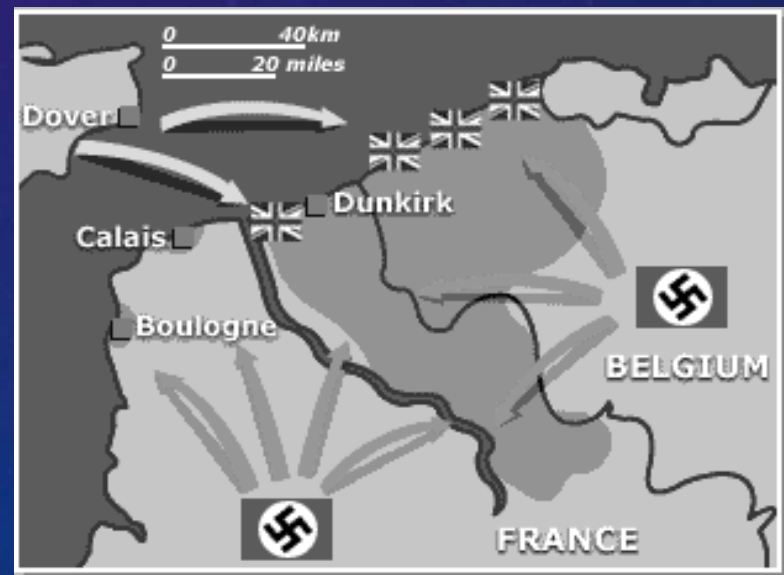 0 40km
0 20 miles
Dover
Dunkirk
Calais
Boulogne
BELGIUM
FRANCE